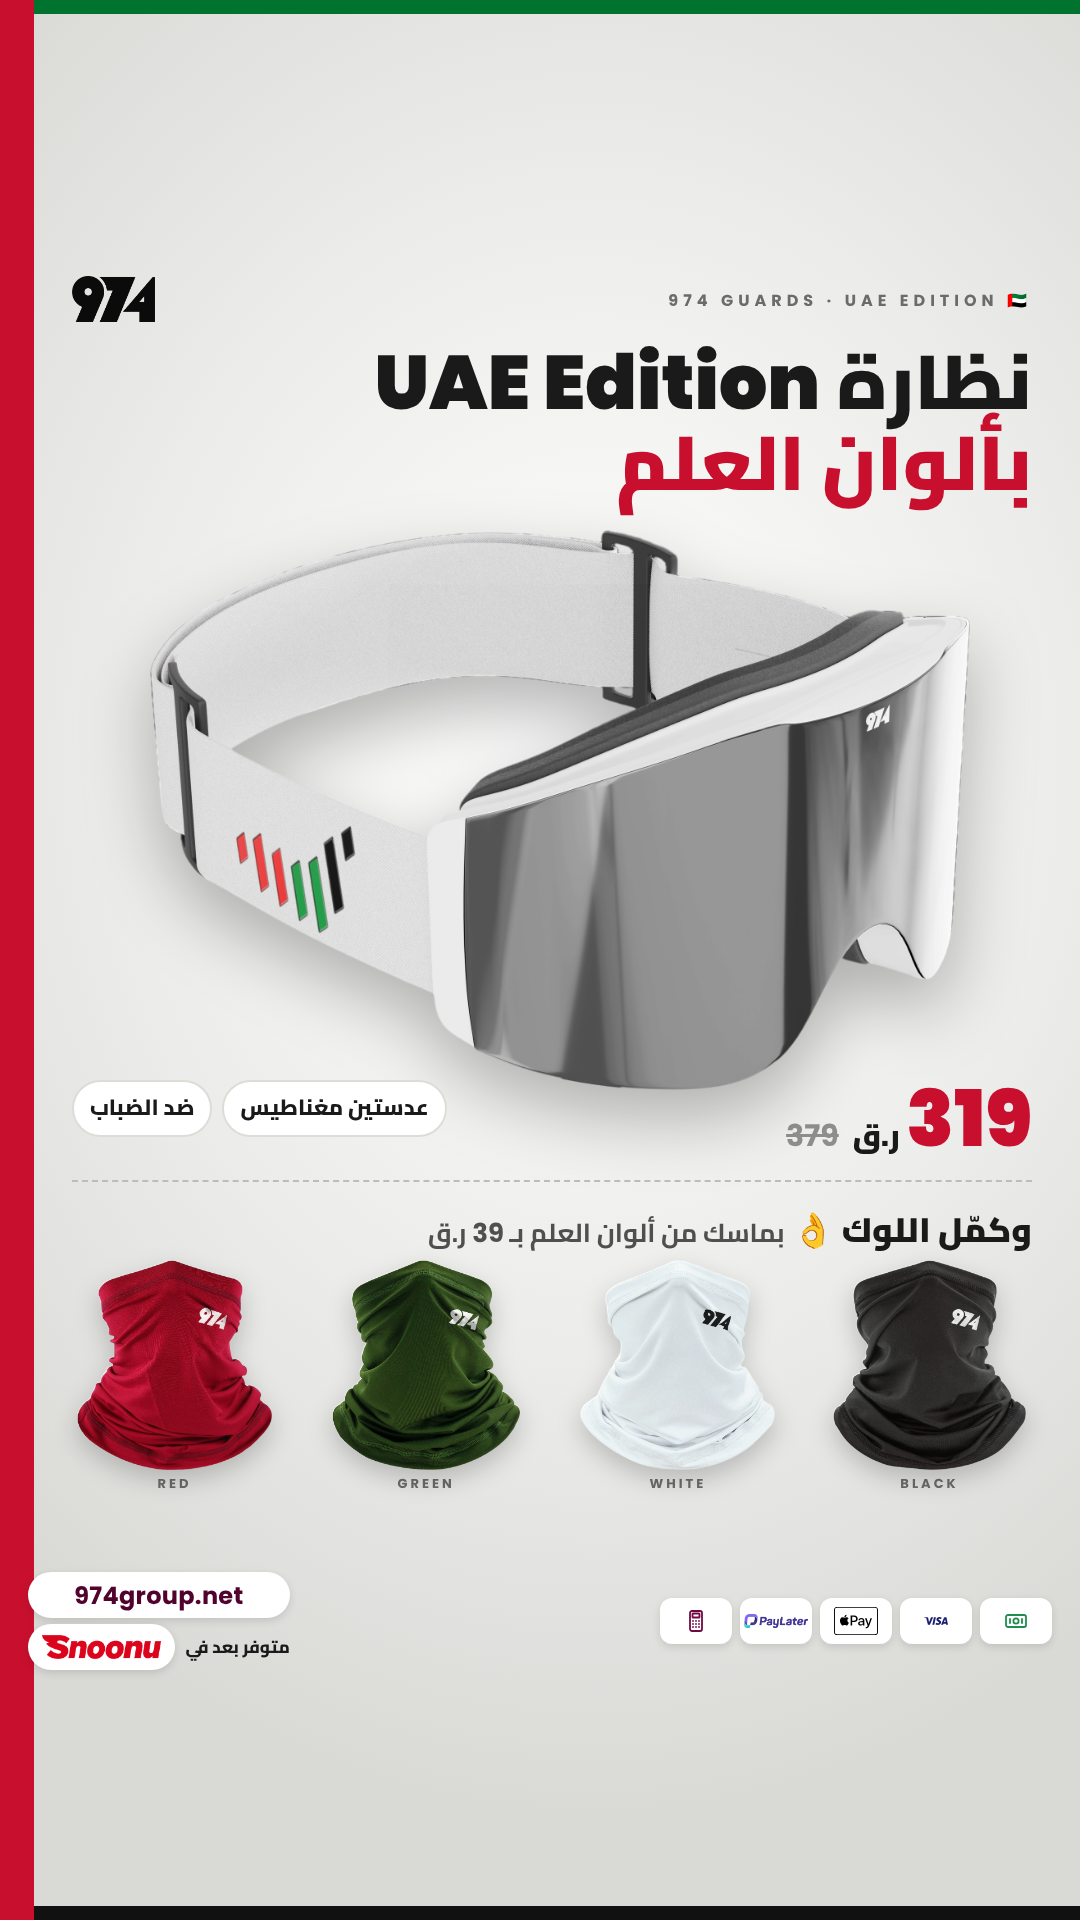 974
974 GUARDS · UAE EDITION 🇦🇪
نظارة UAE Edition
بألوان العلم
974
عدستين مغناطيس
ضد الضباب
319 ر.ق 379
وكمّل اللوك 👌 بماسك من ألوان العلم بـ 39 ر.ق
974
974
974
974
RED
GREEN
WHITE
BLACK
974group.net
متوفر بعد في Snoonu
PayLater
Pay
VISA